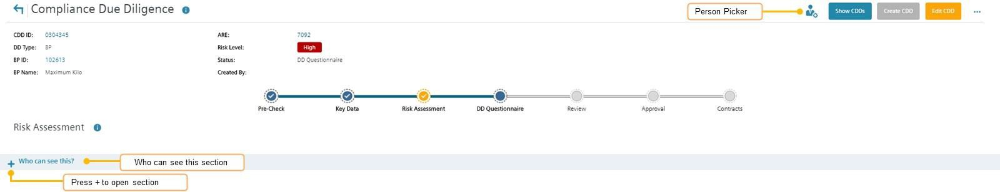 Compliance Due Diligence
Person Picker
Show CDDs
Create CDD
Edit CDD
CDD ID: 0304345
ARE: 7092
DD Type: BP
Risk Level: High
BP ID: 102613
Status: DD Questionnaire
BP Name: Maximum Kilo
Created By:
Pre-Check
Key Data
Risk Assessment
DD Questionnaire
Review
Approval
Contracts
Risk Assessment
+ Who can see this?
Who can see this section
Press + to open section